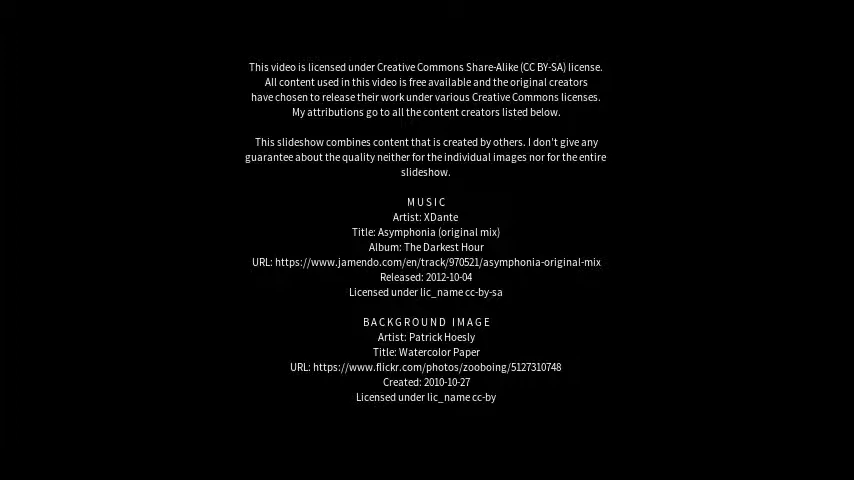 This video is licensed under Creative Commons Share-Alike (CC BY-SA) license.
All content used in this video is free available and the original creators
have chosen to release their work under various Creative Commons licenses.
My attributions go to all the content creators listed below.
This slideshow combines content that is created by others. I don't give any
guarantee about the quality neither for the individual images nor for the entire
slideshow.
MUSIC
Artist: XDante
Title: Asymphonia (original mix)
Album: The Darkest Hour
URL: https://www.jamendo.com/en/track/970521/asymphonia-original-mix
Released: 2012-10-04
Licensed under lic_name cc-by-sa
BACKGROUND IMAGE
Artist: Patrick Hoesly
Title: Watercolor Paper
URL: https://www.flickr.com/photos/zooboing/5127310748
Created: 2010-10-27
Licensed under lic_name cc-by